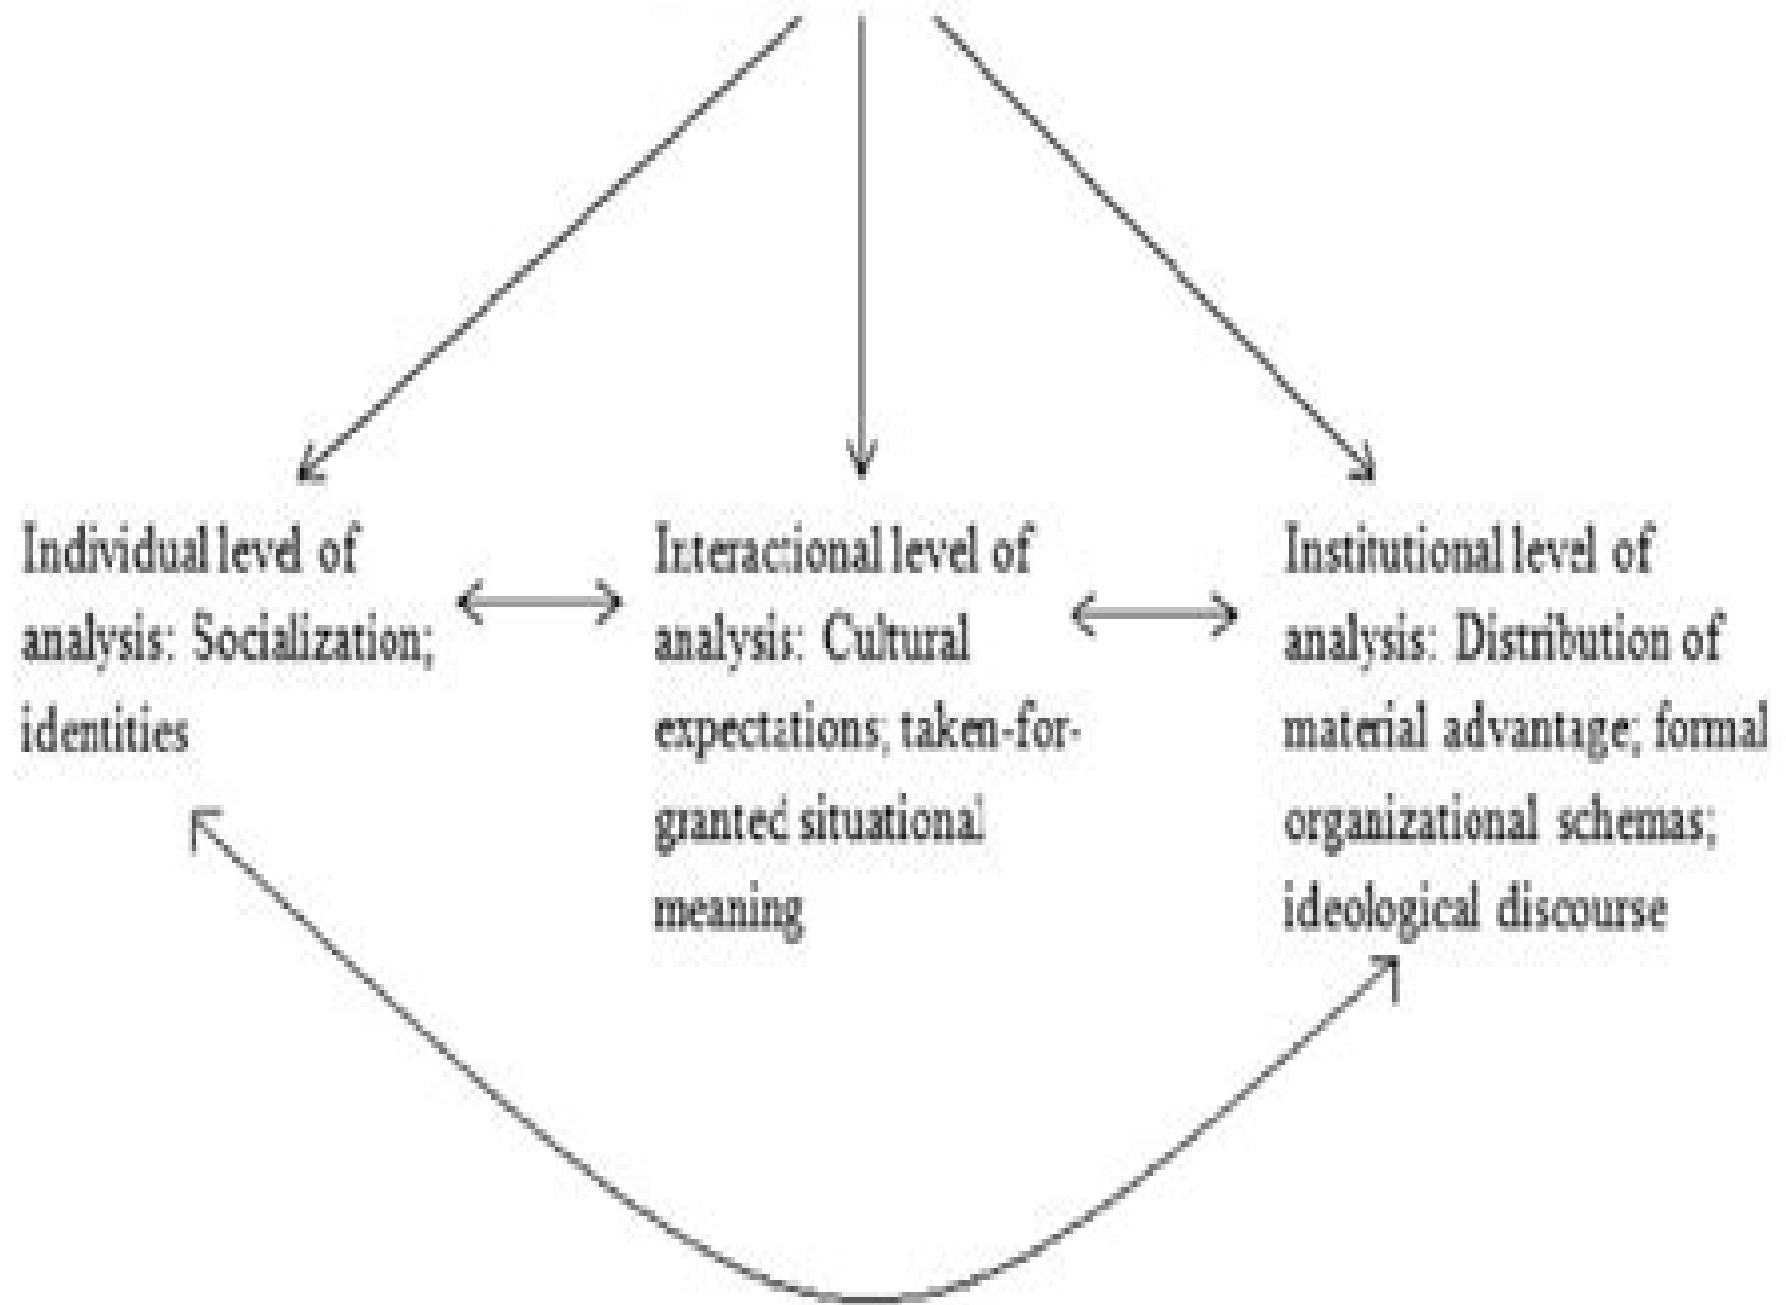 Individual level of
analysis: Socialization;
identities
Interactional level of
analysis: Cultural
expectations; taken-for-
granted situational
meaning
Institutional level of
analysis: Distribution of
material advantage; formal
organizational schemas;
ideological discourse